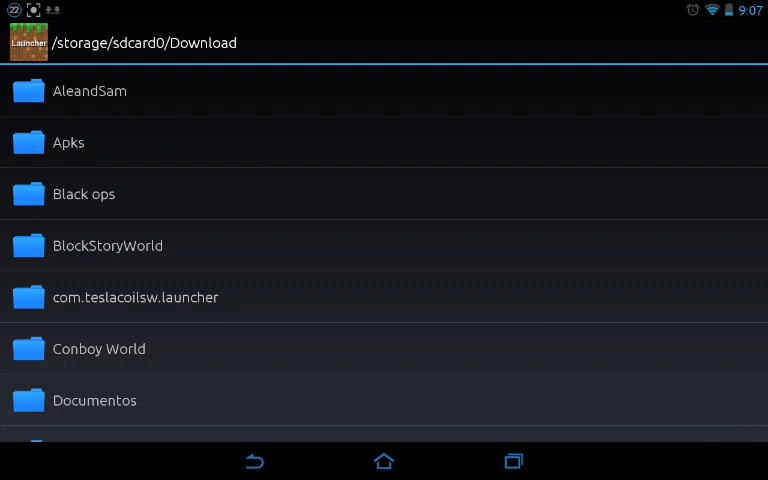 22
9:07
Launcher
/storage/sdcard0/Download
AleandSam
Apks
Black ops
BlockStoryWorld
com.teslacoilsw.launcher
Conboy World
Documentos